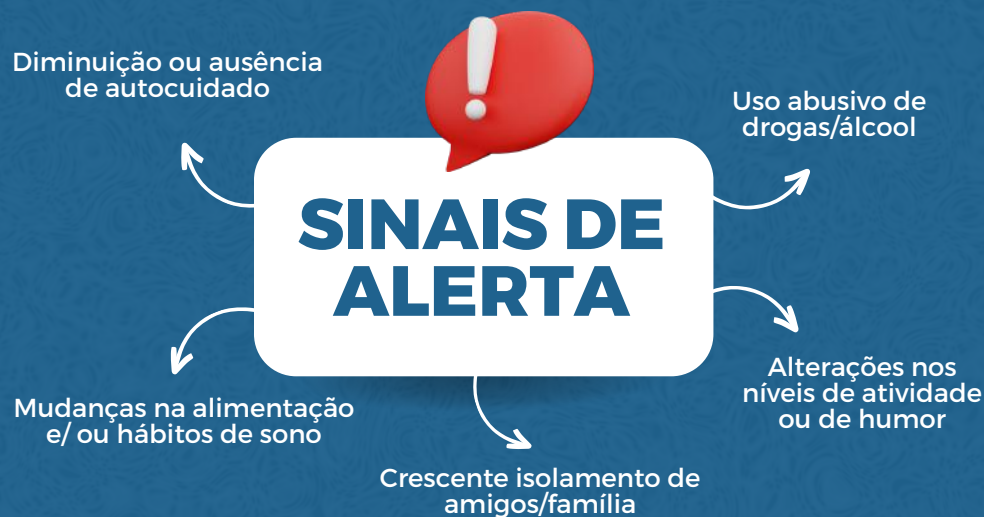 Diminuição ou ausência
de autocuidado
Uso abusivo de
drogas/álcool
SINAIS DE
ALERTA
Mudanças na alimentação
e/ ou hábitos de sono
Alterações nos
níveis de atividade
ou de humor
Crescente isolamento de
amigos/família